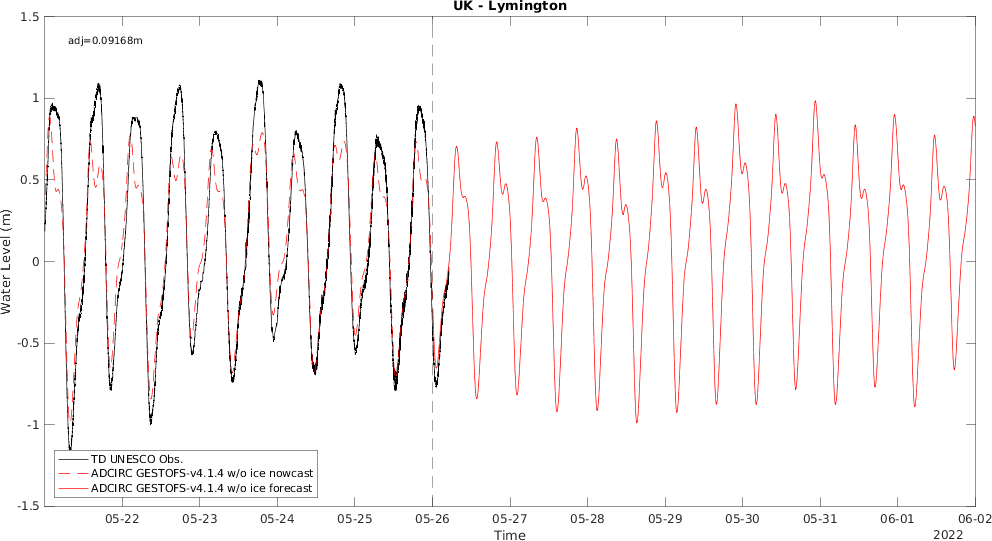 UK - Lymington
adj=0.09168m
1.5
1
0.5
0
-0.5
-1
-1.5
Water Level (m)
TD UNESCO Obs.
ADCIRC GESTOFS-v4.1.4 w/o ice nowcast
ADCIRC GESTOFS-v4.1.4 w/o ice forecast
05-22 05-23 05-24 05-25 05-26 05-27 05-28 05-29 05-30 05-31 06-01 06-02
Time
2022